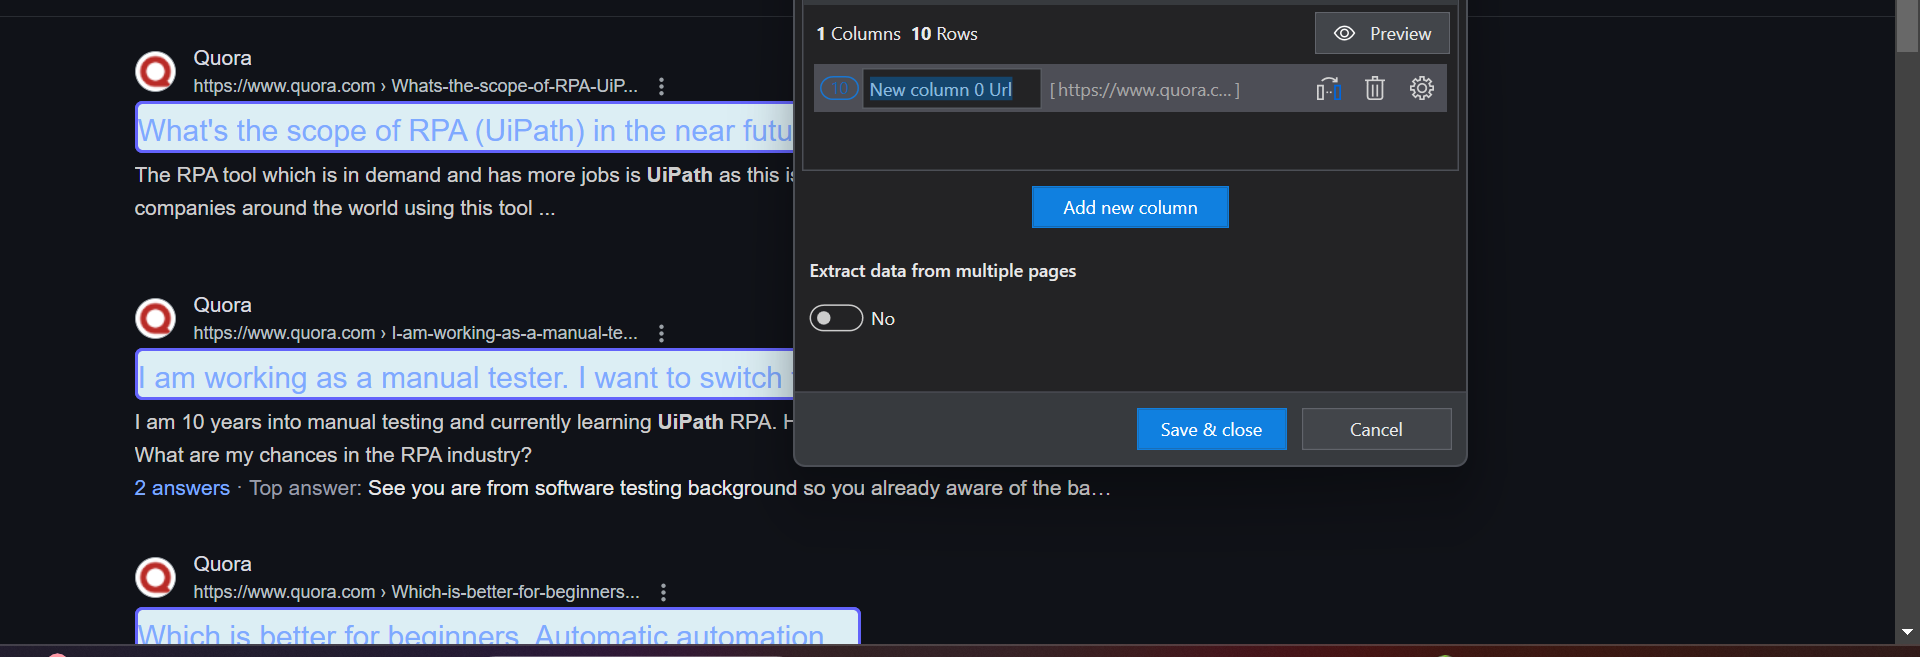 Quora
https://www.quora.com › Whats-the-scope-of-RPA-UiP...
What's the scope of RPA (UiPath) in the near futu
The RPA tool which is in demand and has more jobs is UiPath as this is
companies around the world using this tool ...
Quora
https://www.quora.com › I-am-working-as-a-manual-te...
I am working as a manual tester. I want to switch
I am 10 years into manual testing and currently learning UiPath RPA. H
What are my chances in the RPA industry?
2 answers · Top answer: See you are from software testing background so you already aware of the ba…
Quora
https://www.quora.com › Which-is-better-for-beginners...
Which is better for beginners, Automatic automation
1 Columns 10 Rows
Preview
10 New column 0 Url [ https://www.quora.c... ]
Add new column
Extract data from multiple pages
No
Save & close
Cancel